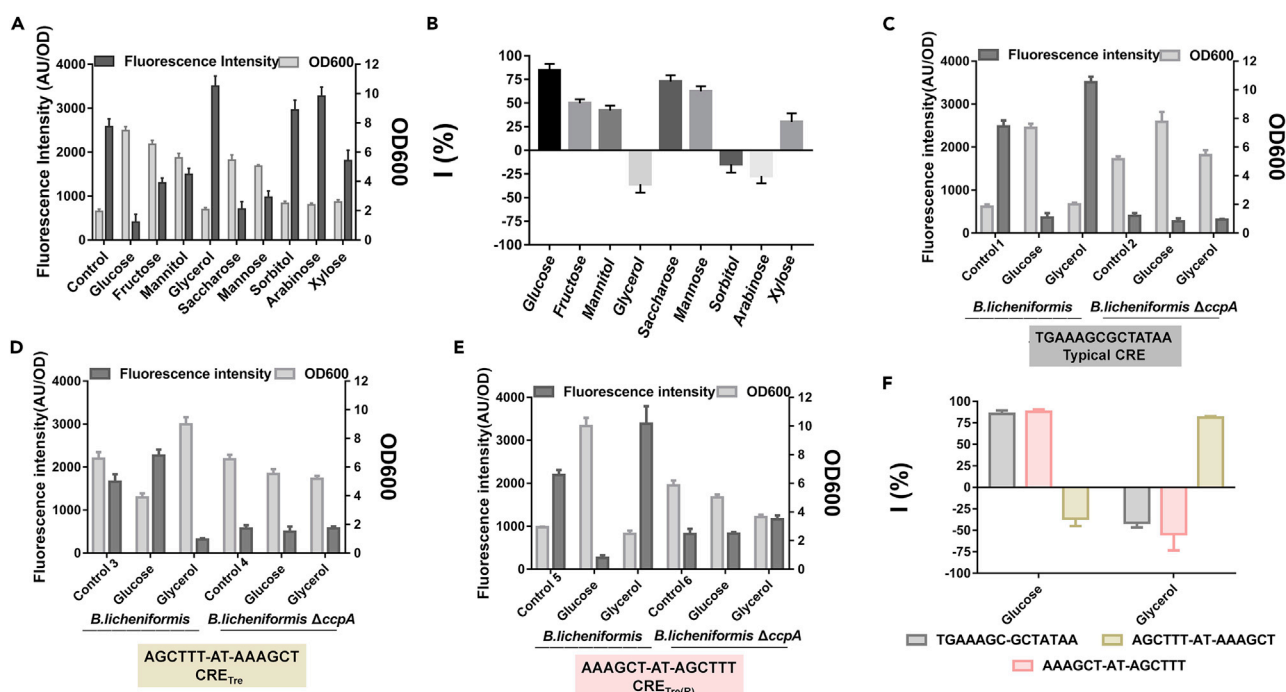 A
Fluorescence Intensity
OD600
Fluorescence Intensity (AU/OD)
4000
3000
2000
1000
0
12
10
8
6
4
2
0
OD600
Control
Glucose
Fructose
Mannitol
Glycerol
Saccharose
Mannose
Sorbitol
Arabinose
Xylose
B
I (%)
100
75
50
25
0
-25
-50
-75
-100
Glucose
Fructose
Mannitol
Glycerol
Saccharose
Mannose
Sorbitol
Arabinose
Xylose
C
Fluorescence intensity
OD600
Fluorescence intensity(AU/OD)
4000
3000
2000
1000
0
12
10
8
6
4
2
0
OD600
Control1
Glucose
Glycerol
Control 2
Glucose
Glycerol
B.licheniformis
B.licheniformis ΔccpA
TGAAAGCGCTATAA
Typical CRE
D
Fluorescence intensity
OD600
Fluorescence intensity(AU/OD)
4000
3000
2000
1000
0
12
10
8
6
4
2
0
OD600
Control 3
Glucose
Glycerol
Control 4
Glucose
Glycerol
B.licheniformis
B.licheniformis ΔccpA
AGCTTT-AT-AAAGCT
CRETre
E
Fluorescence intensity
OD600
Fluorescence intensity(AU/OD)
4000
3000
2000
1000
0
12
10
8
6
4
2
0
OD600
Control 5
Glucose
Glycerol
Control 6
Glucose
Glycerol
B.licheniformis
B.licheniformis ΔccpA
AAAGCT-AT-AGCTTT
CRETre(R)
F
I (%)
100
75
50
25
0
-25
-50
-75
-100
Glucose
Glycerol
TGAAAGC-GCTATAA
AGCTTT-AT-AAAGCT
AAAGCT-AT-AGCTTT